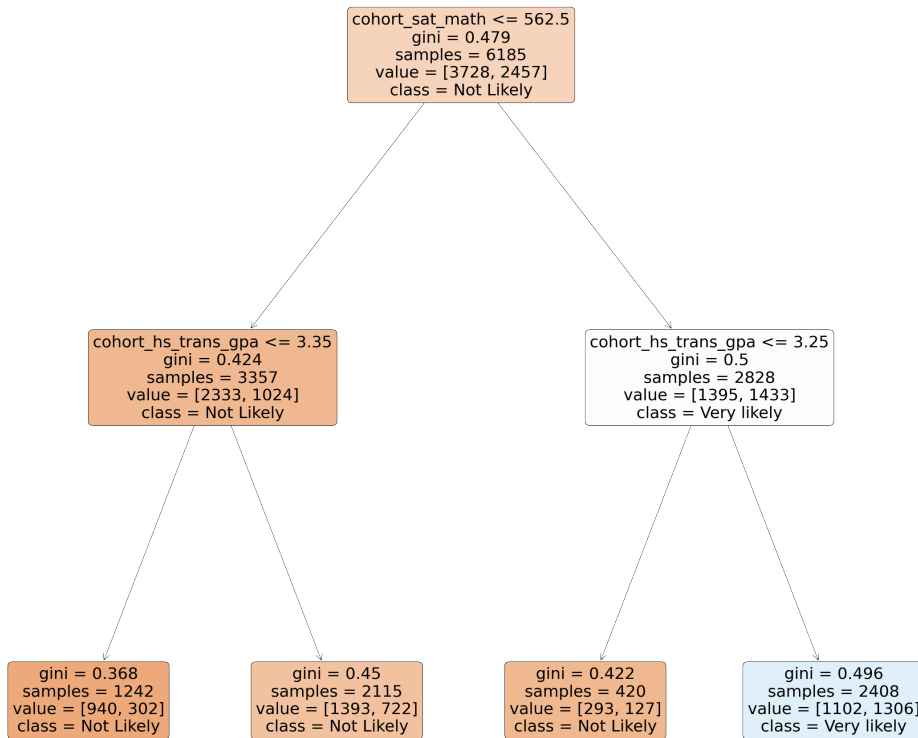 cohort_sat_math <= 562.5
gini = 0.479
samples = 6185
value = [3728, 2457]
class = Not Likely
cohort_hs_trans_gpa <= 3.35
gini = 0.424
samples = 3357
value = [2333, 1024]
class = Not Likely
cohort_hs_trans_gpa <= 3.25
gini = 0.5
samples = 2828
value = [1395, 1433]
class = Very likely
gini = 0.368
samples = 1242
value = [940, 302]
class = Not Likely
gini = 0.45
samples = 2115
value = [1393, 722]
class = Not Likely
gini = 0.422
samples = 420
value = [293, 127]
class = Not Likely
gini = 0.496
samples = 2408
value = [1102, 1306]
class = Very likely